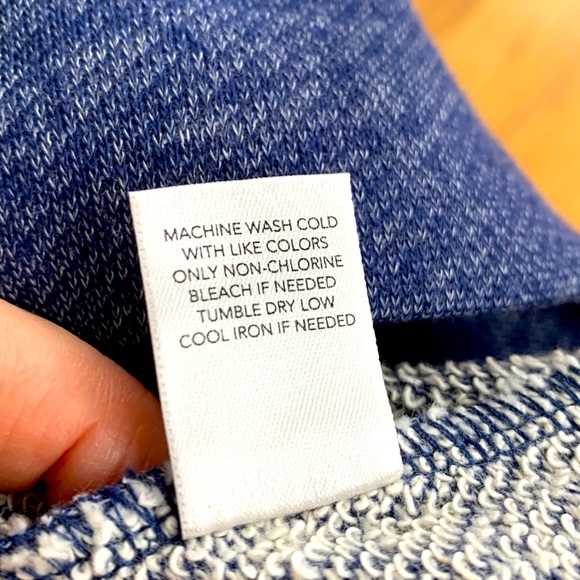 MACHINE WASH COLD
WITH LIKE COLORS
ONLY NON-CHLORINE
BLEACH IF NEEDED
TUMBLE DRY LOW
COOL IRON IF NEEDED